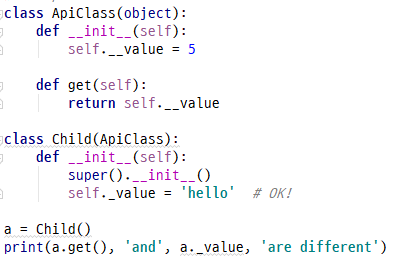 class ApiClass(object):
    def __init__(self):
        self.__value = 5

    def get(self):
        return self.__value

class Child(ApiClass):
    def __init__(self):
        super().__init__()
        self._value = 'hello'  # OK!

a = Child()
print(a.get(), 'and', a._value, 'are different')